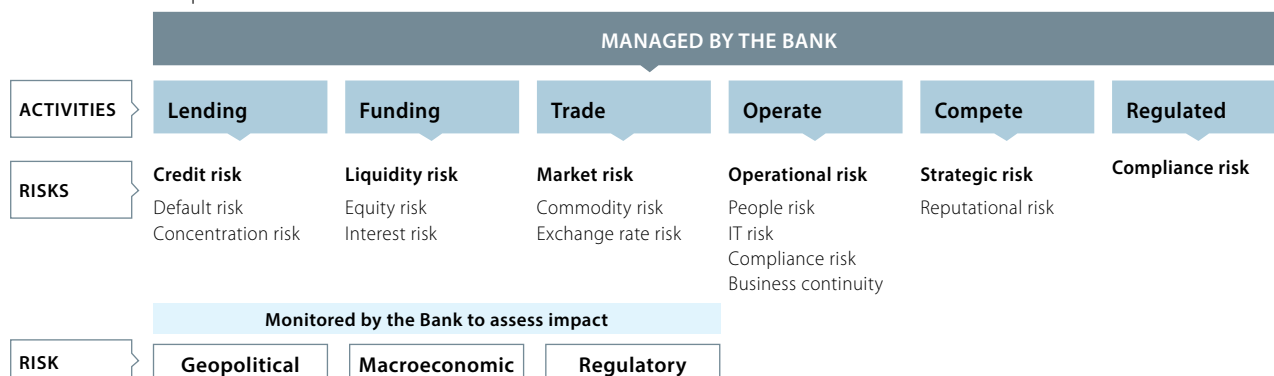 MANAGED BY THE BANK
ACTIVITIES
Lending
Funding
Trade
Operate
Compete
Regulated
RISKS
Credit risk
Default risk
Concentration risk
Liquidity risk
Equity risk
Interest risk
Market risk
Commodity risk
Exchange rate risk
Operational risk
People risk
IT risk
Compliance risk
Business continuity
Strategic risk
Reputational risk
Compliance risk
Monitored by the Bank to assess impact
RISK
Geopolitical
Macroeconomic
Regulatory